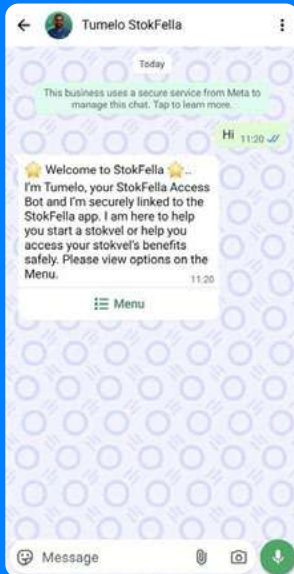 Tumelo StokFella
Today
This business uses a secure service from Meta to
manage this chat. Tap to learn more.
Hi 11:20
🌟 Welcome to StokFella 🌟..
I'm Tumelo, your StokFella Access
Bot and I'm securely linked to the
StokFella app. I am here to help
you start a stokvel or help you
access your stokvel's benefits
safely. Please view options on the
Menu.
11:20
Menu
Message